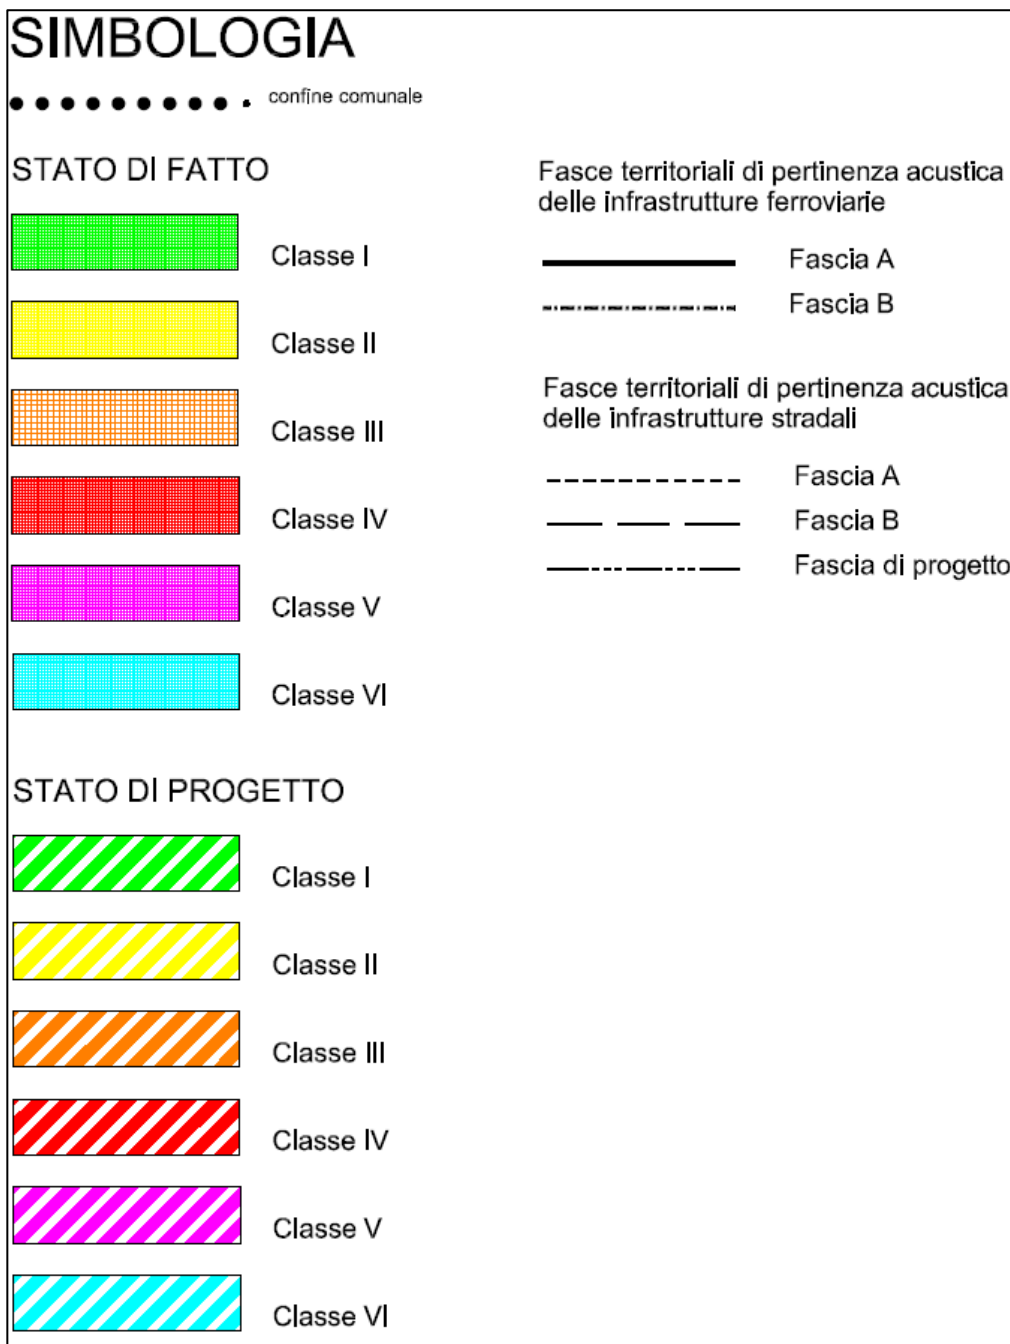 SIMBOLOGIA
confine comunale
STATO DI FATTO
Classe I
Classe II
Classe III
Classe IV
Classe V
Classe VI
Fasce territoriali di pertinenza acustica
delle infrastrutture ferroviarie
Fascia A
Fascia B
Fasce territoriali di pertinenza acustica
delle infrastrutture stradali
Fascia A
Fascia B
Fascia di progetto
STATO DI PROGETTO
Classe I
Classe II
Classe III
Classe IV
Classe V
Classe VI